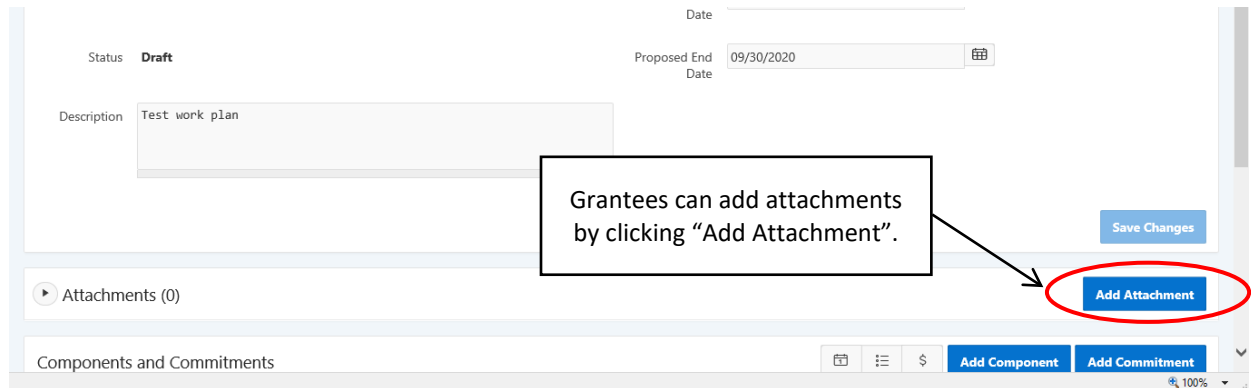 Date
Status Draft
Proposed End Date 09/30/2020
Description Test work plan
Grantees can add attachments
by clicking “Add Attachment”.
Save Changes
Attachments (0)
Add Attachment
Components and Commitments
$ Add Component Add Commitment
100%